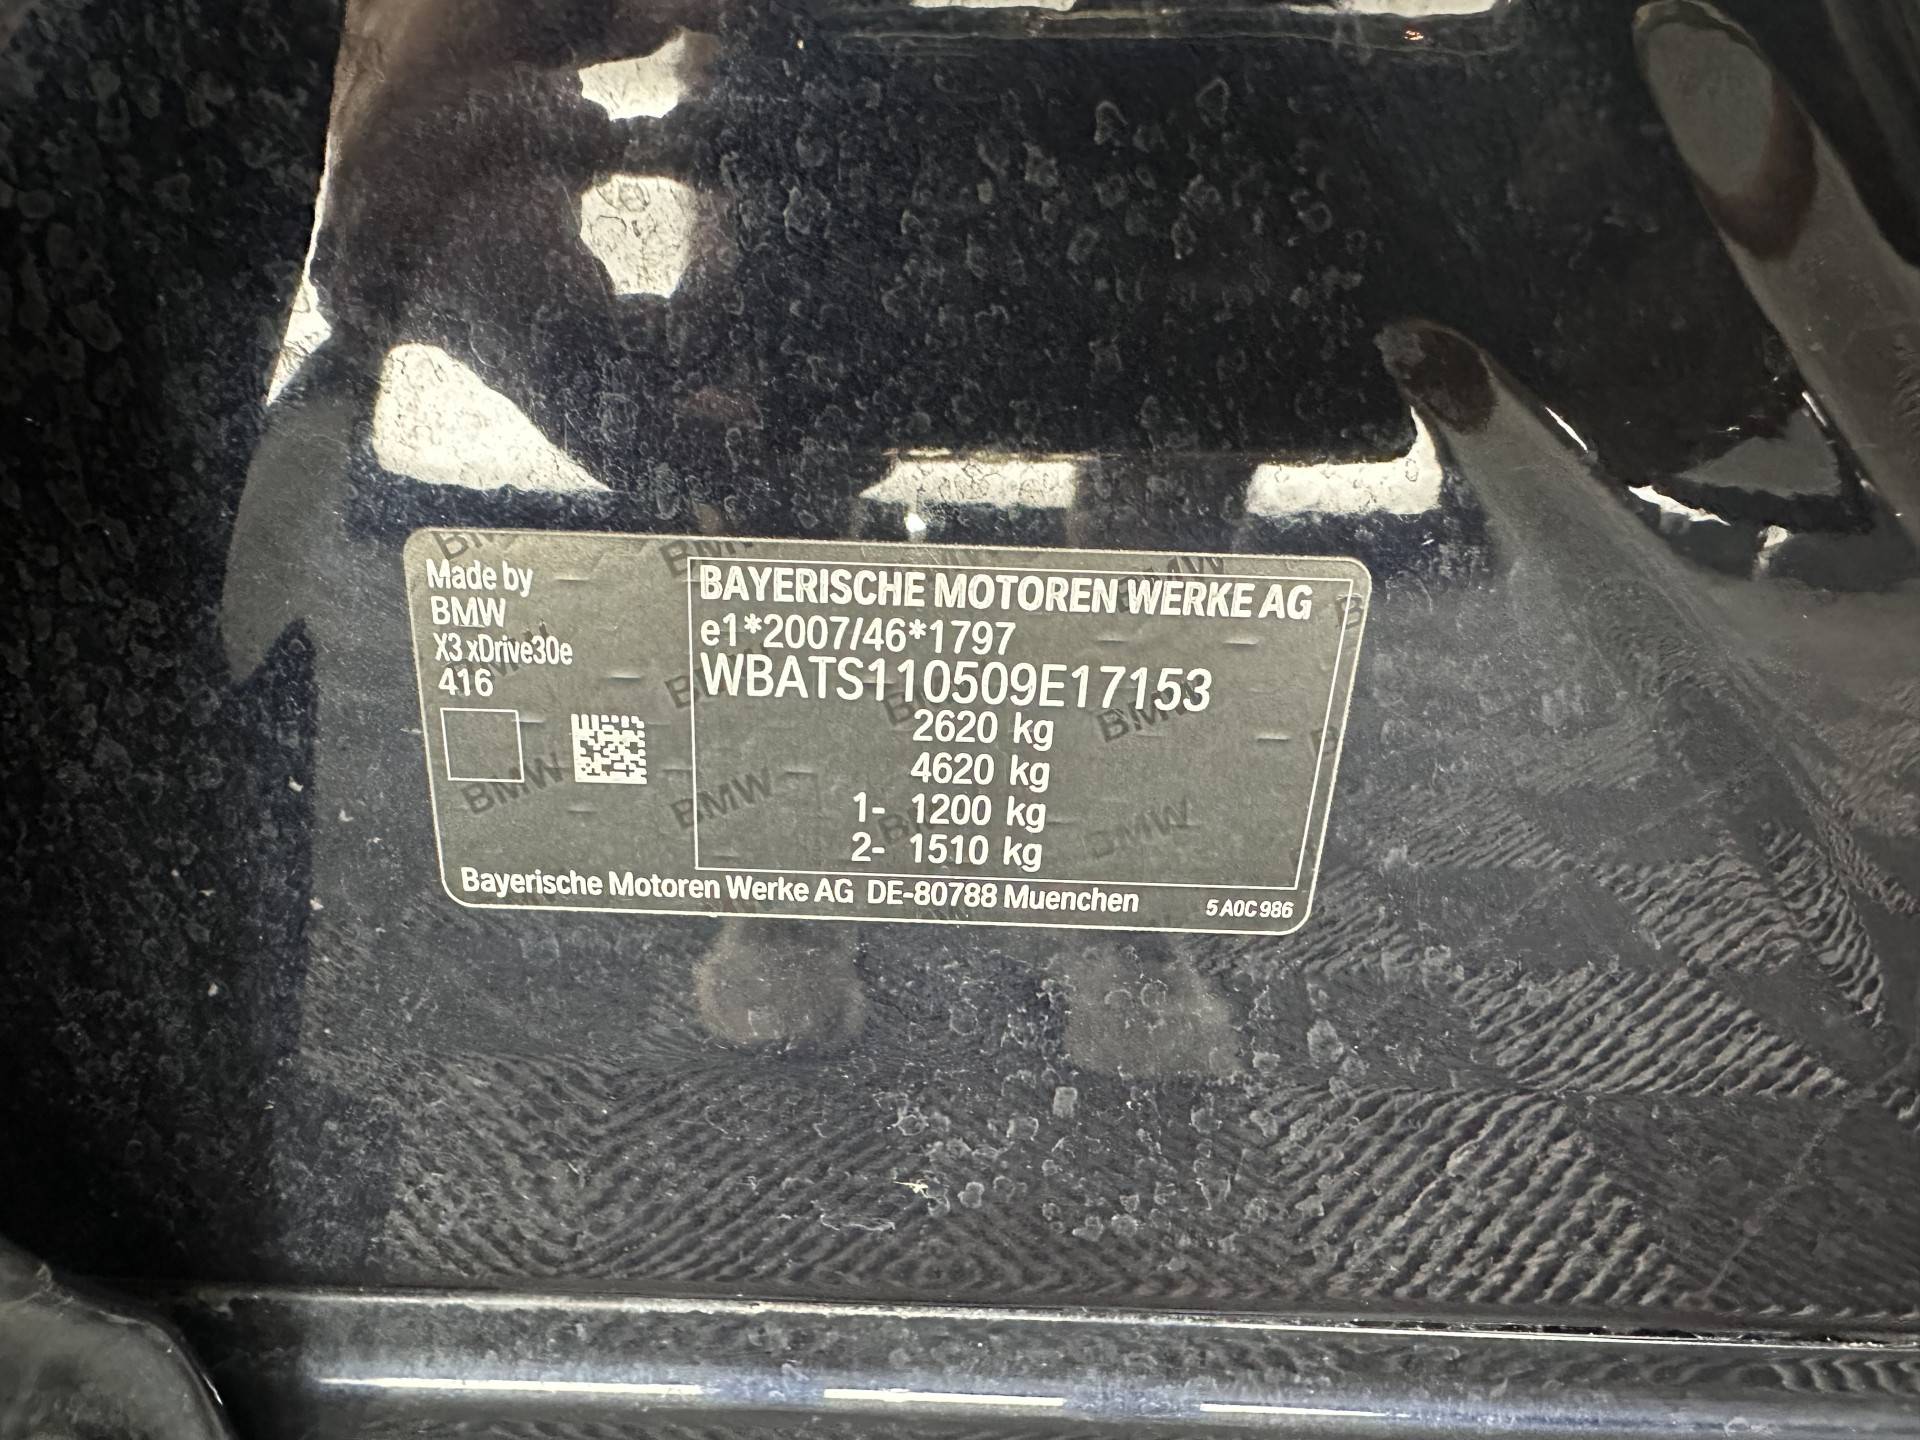 Made by
BMW
X3 xDrive30e
416
BAYERISCHE MOTOREN WERKE AG
e1*2007/46*1797
WBATS110509E17153
2620 kg
4620 kg
1- 1200 kg
2- 1510 kg
Bayerische Motoren Werke AG DE-80788 Muenchen
5 A0C 986